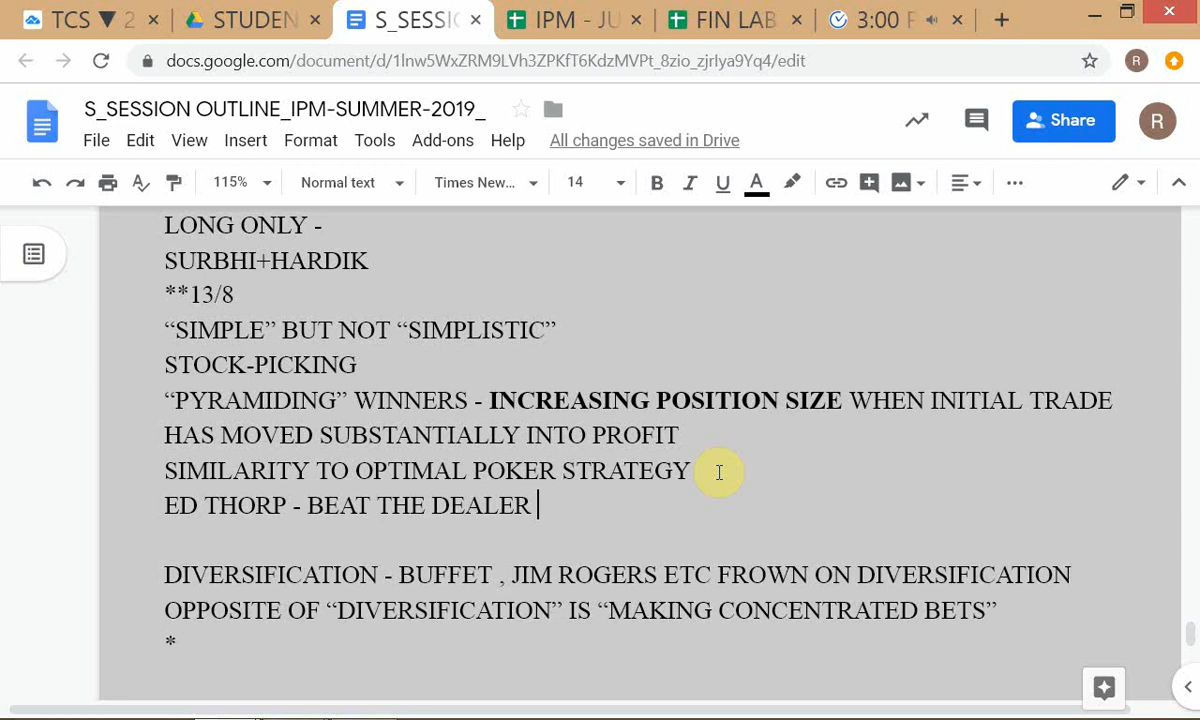 TCS ▼ 2
STUDEN
S_SESSI
IPM - JU
FIN LAB
3:00
docs.google.com/document/d/1lnw5WxZRM9LVh3ZPKfT6KdzMVPt_8zio_zjrIya9Yq4/edit
R
S_SESSION OUTLINE_IPM-SUMMER-2019_
Share
R
File Edit View Insert Format Tools Add-ons Help All changes saved in Drive
115% Normal text Times New... 14 B I U A
LONG ONLY -
SURBHI+HARDIK
**13/8
“SIMPLE” BUT NOT “SIMPLISTIC”
STOCK-PICKING
“PYRAMIDING” WINNERS - INCREASING POSITION SIZE WHEN INITIAL TRADE
HAS MOVED SUBSTANTIALLY INTO PROFIT
SIMILARITY TO OPTIMAL POKER STRATEGY
ED THORP - BEAT THE DEALER
DIVERSIFICATION - BUFFET , JIM ROGERS ETC FROWN ON DIVERSIFICATION
OPPOSITE OF “DIVERSIFICATION” IS “MAKING CONCENTRATED BETS”
*